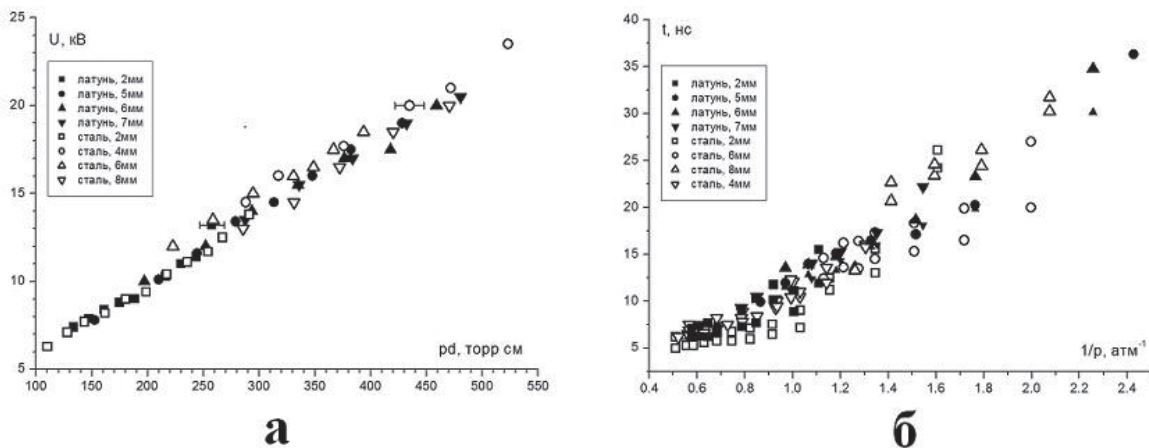 U, кВ
25
20
15
10
5
латунь, 2мм
латунь, 5мм
латунь, 6мм
латунь, 7мм
сталь, 2мм
сталь, 4мм
сталь, 6мм
сталь, 8мм
pd, торр см
100 150 200 250 300 350 400 450 500 550
а
t, нс
40
35
30
25
20
15
10
5
латунь, 2мм
латунь, 5мм
латунь, 6мм
латунь, 7мм
сталь, 2мм
сталь, 6мм
сталь, 8мм
сталь, 4мм
1/p, атм⁻¹
0.4 0.6 0.8 1.0 1.2 1.4 1.6 1.8 2.0 2.2 2.4
б